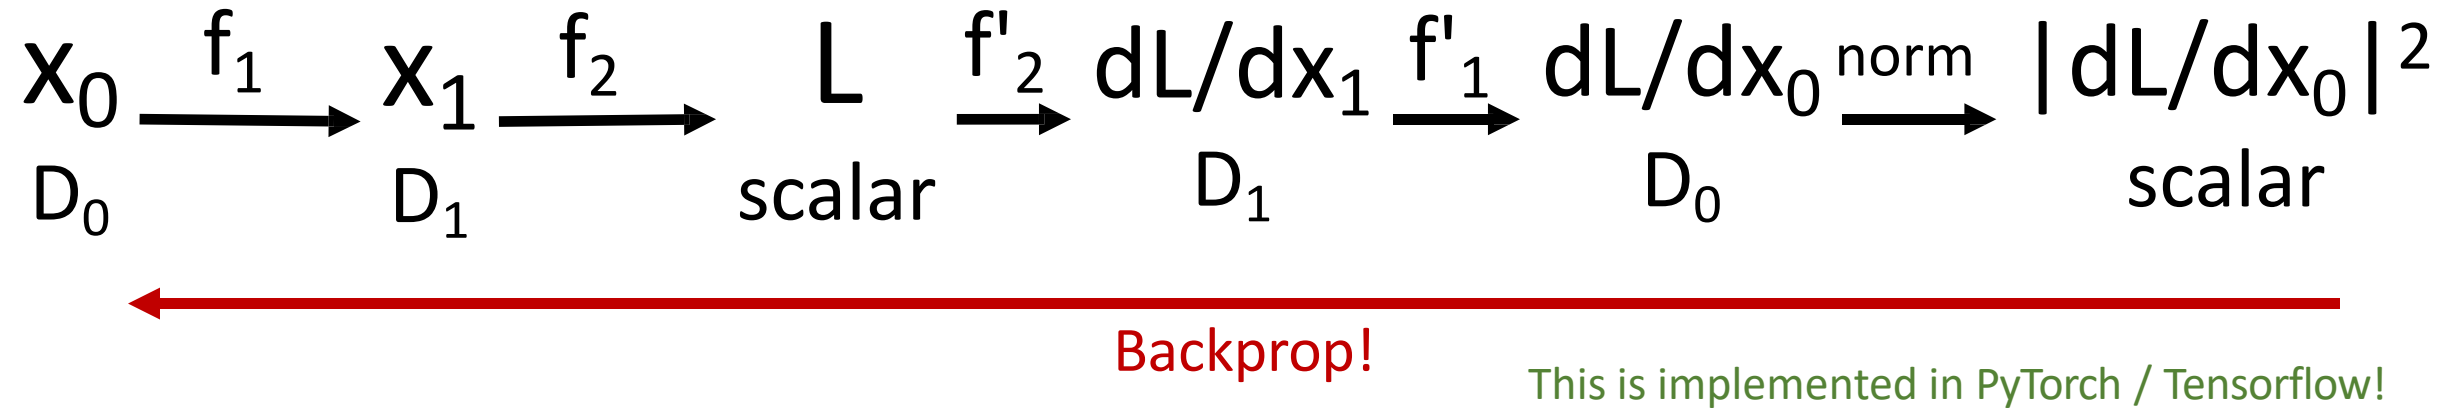 x₀ f₁ x₁ f₂ L f'₂ dL/dx₁ f'₁ dL/dx₀ norm |dL/dx₀|²
D₀ D₁ scalar D₁ D₀ scalar
Backprop!
This is implemented in PyTorch / Tensorflow!